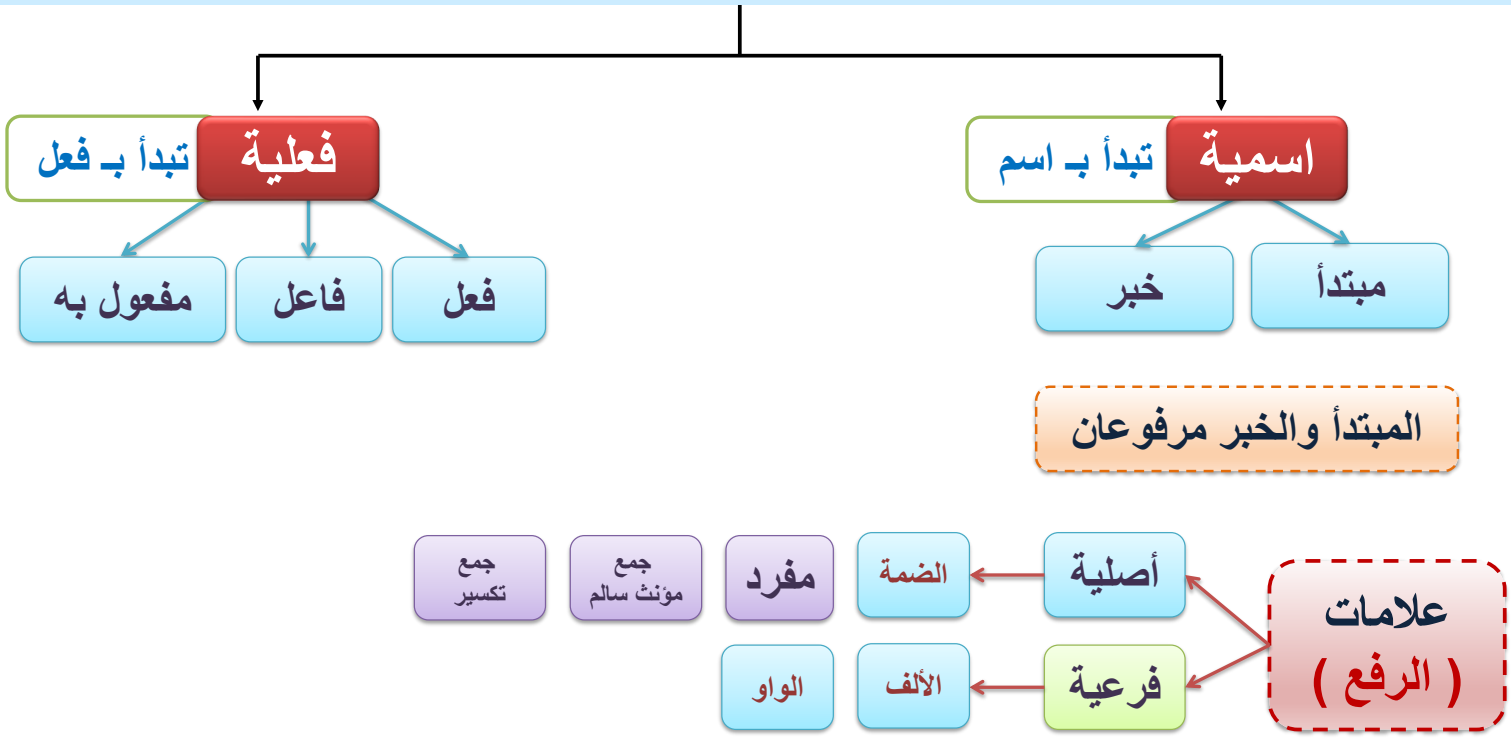 اسمية
تبدأ بـ اسم
فعلية
تبدأ بـ فعل
مبتدأ
خبر
فعل
فاعل
مفعول به
المبتدأ والخبر مرفوعان
علامات
( الرفع )
أصلية
الضمة
مفرد
جمع
مؤنث سالم
جمع
تكسير
فرعية
الألف
الواو